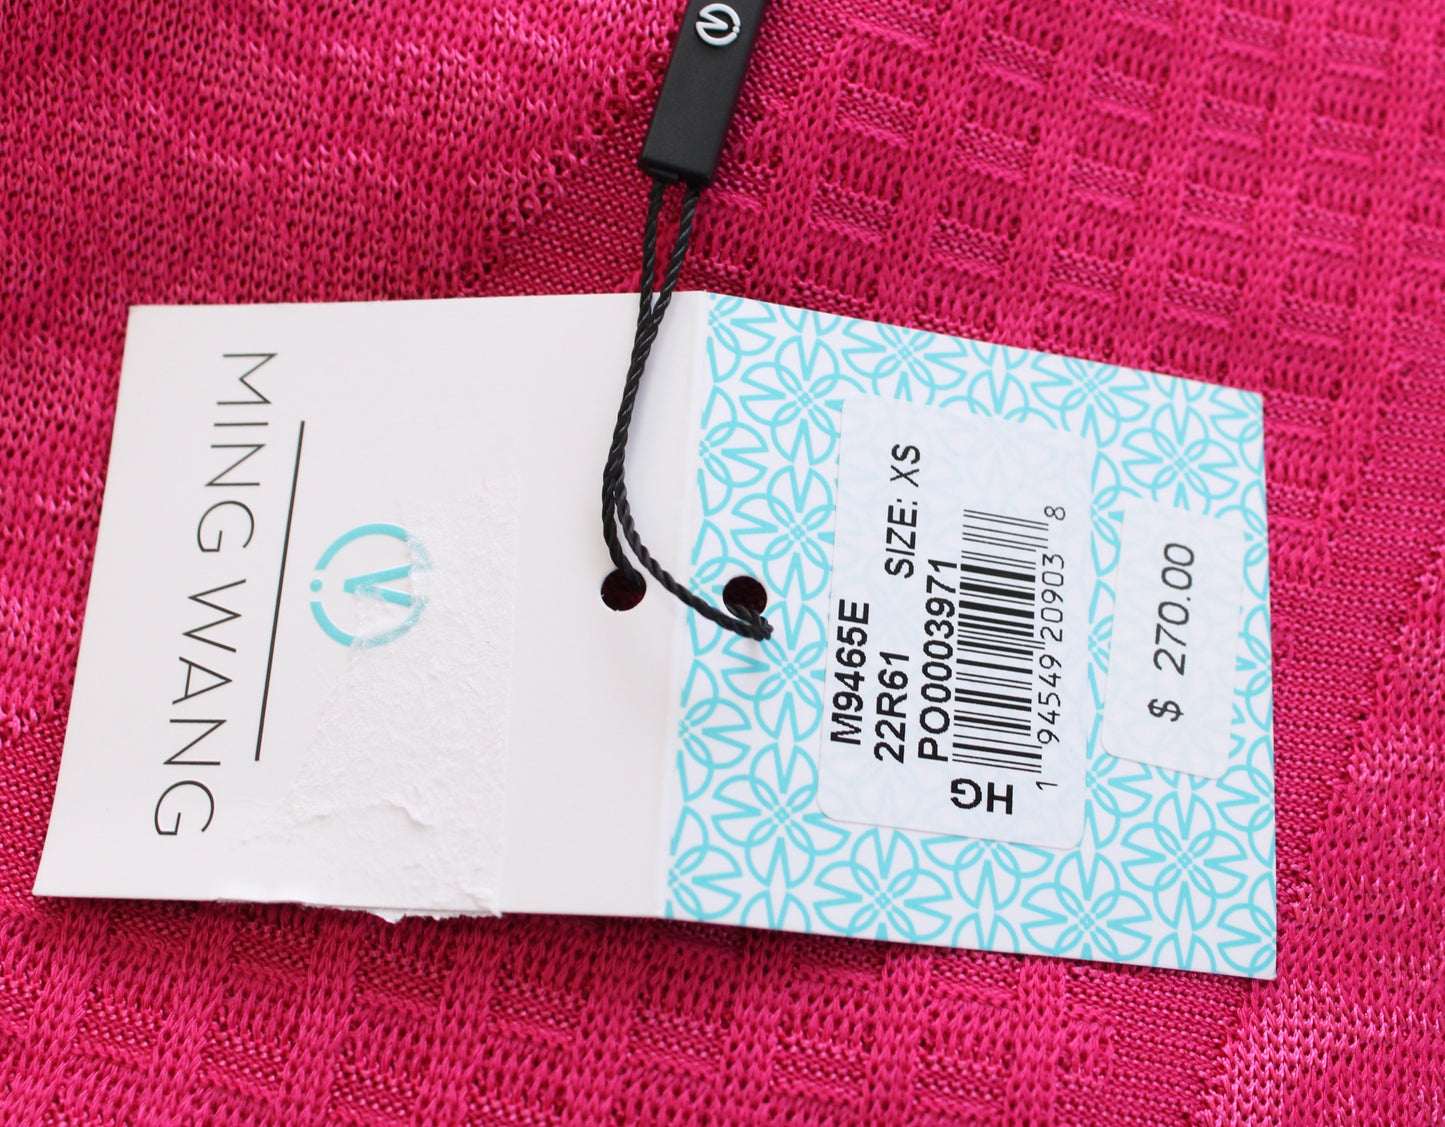 MING WANG
M9465E
22R61 SIZE: XS
PO0003971
1 94549 20903 8
HG
$ 270.00